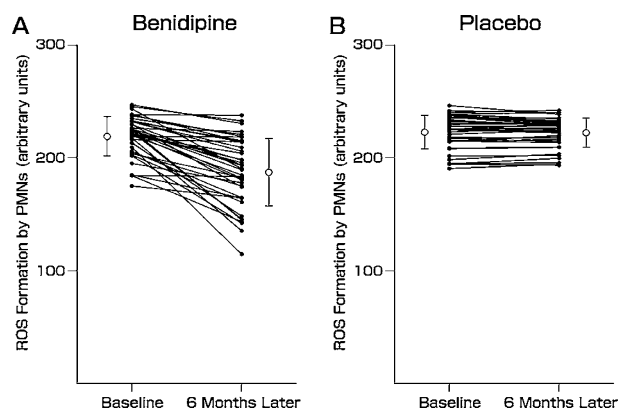 A
Benidipine
ROS Formation by PMNs (arbitrary units)
300
200
100
Baseline
6 Months Later
B
Placebo
ROS Formation by PMNs (arbitrary units)
300
200
100
Baseline
6 Months Later